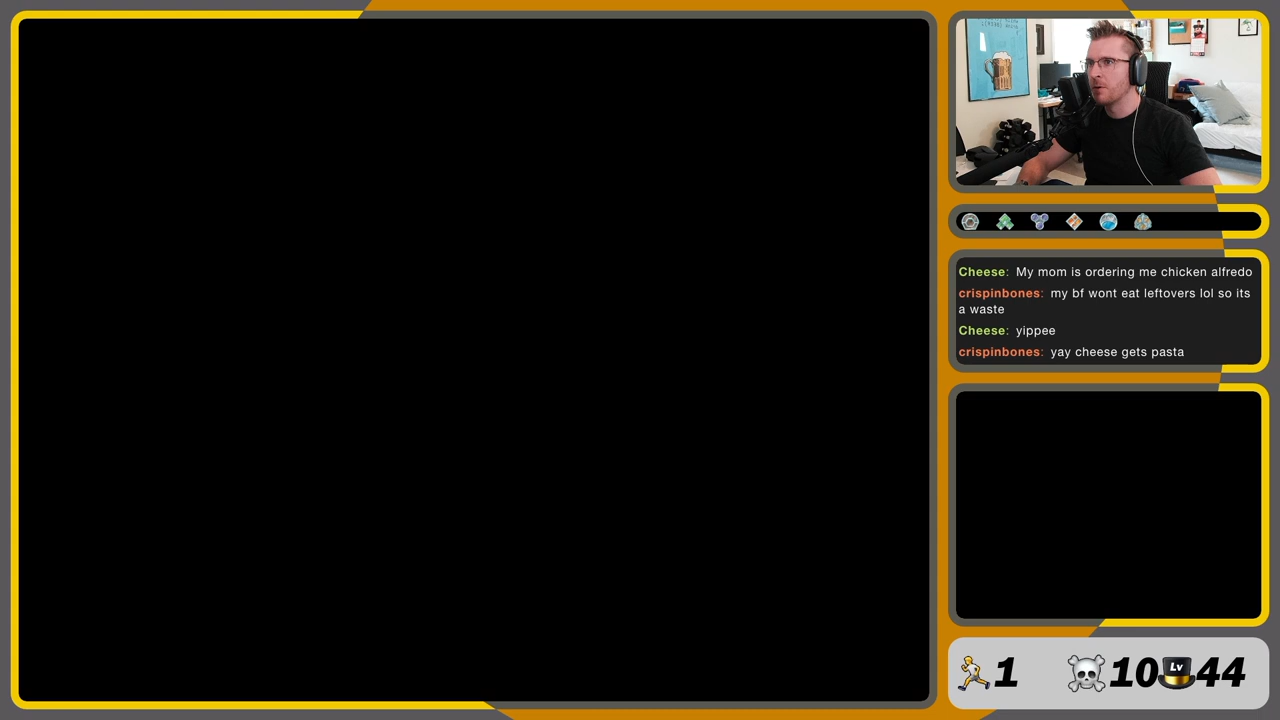 Cheese: My mom is ordering me chicken alfredo
crispinbones: my bf wont eat leftovers lol so its
a waste
Cheese: yippee
crispinbones: yay cheese gets pasta
1 10 Lv 44